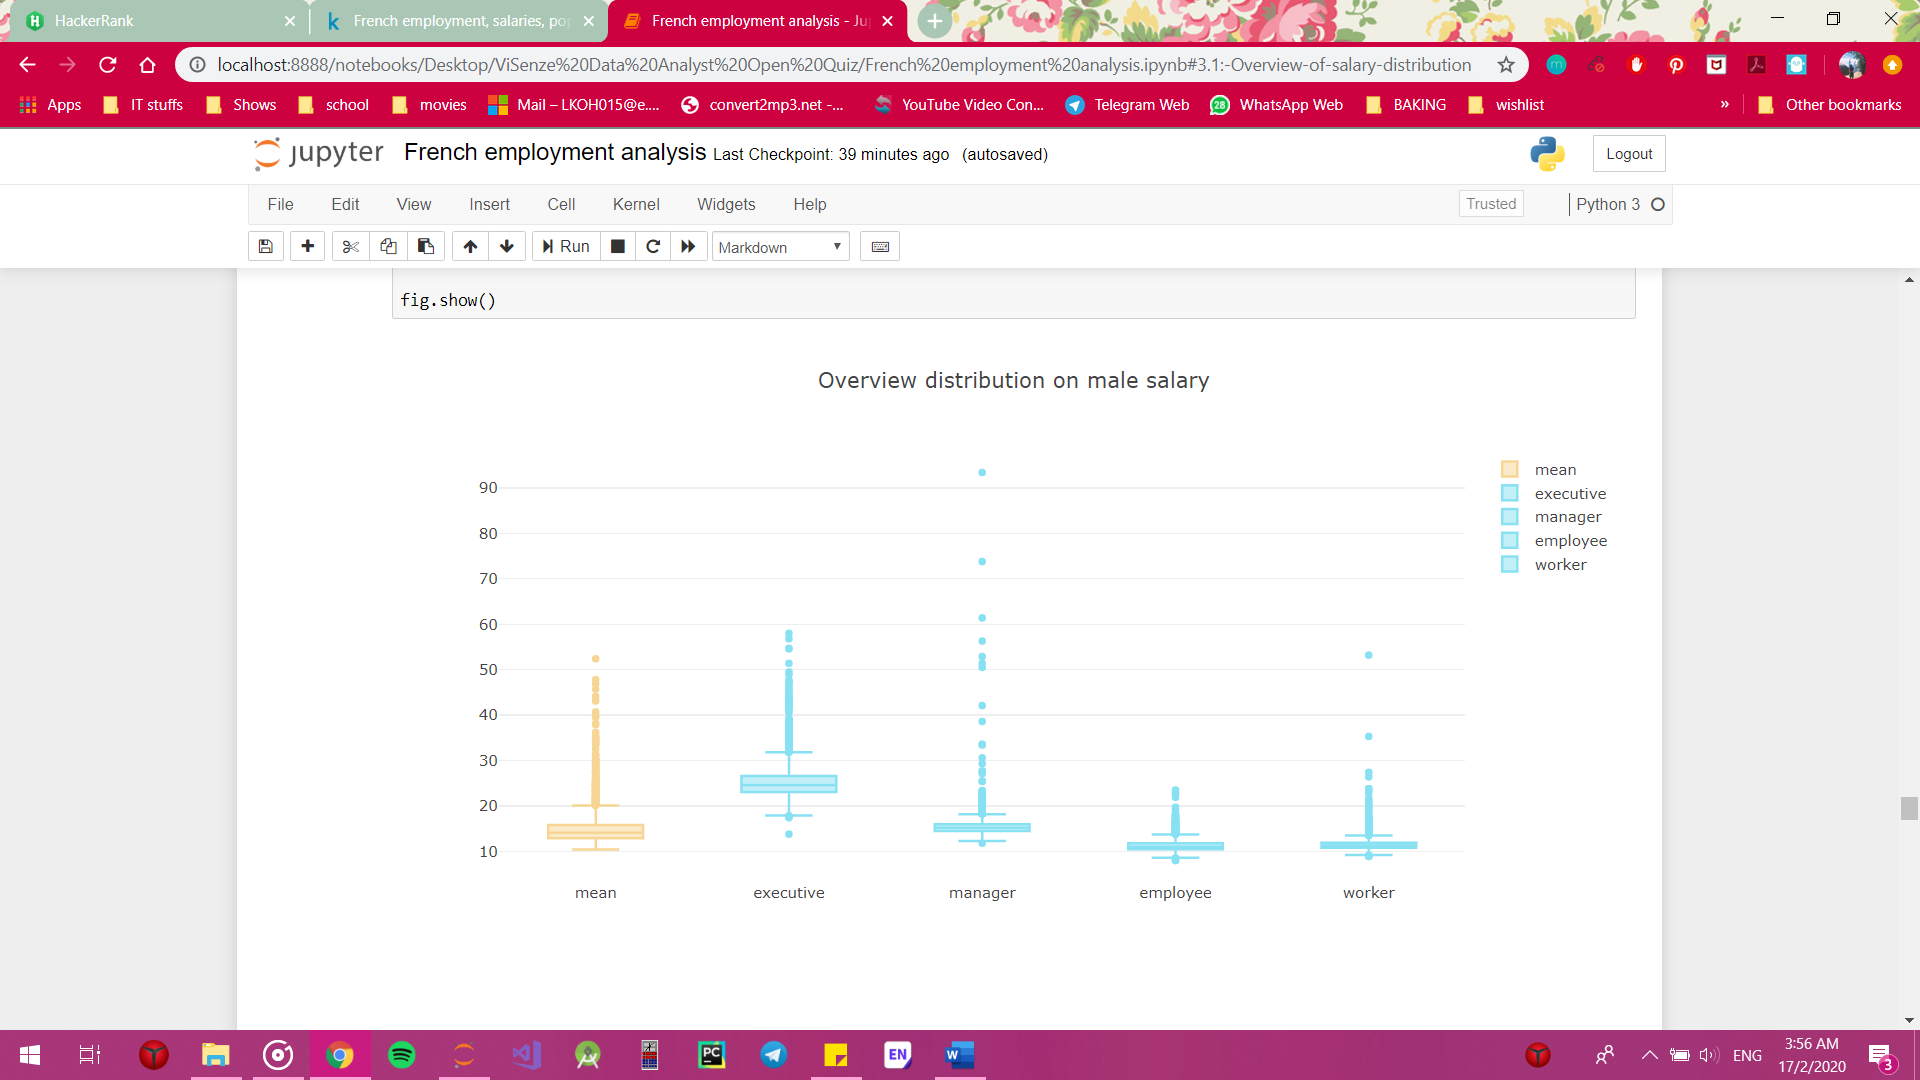 HackerRank
French employment, salaries, po
French employment analysis - Ju
localhost:8888/notebooks/Desktop/ViSenze%20Data%20Analyst%20Open%20Quiz/French%20employment%20analysis.ipynb#3.1:-Overview-of-salary-distribution
Apps IT stuffs Shows school movies Mail – LKOH015@e.... convert2mp3.net -... YouTube Video Con... Telegram Web 28 WhatsApp Web BAKING wishlist » Other bookmarks
jupyter French employment analysis Last Checkpoint: 39 minutes ago (autosaved) Logout
File Edit View Insert Cell Kernel Widgets Help Trusted Python 3
Run Markdown
fig.show()
Overview distribution on male salary
90
80
70
60
50
40
30
20
10
mean executive manager employee worker
mean
executive
manager
employee
worker
PC EN W ENG
3:56 AM
17/2/2020
3